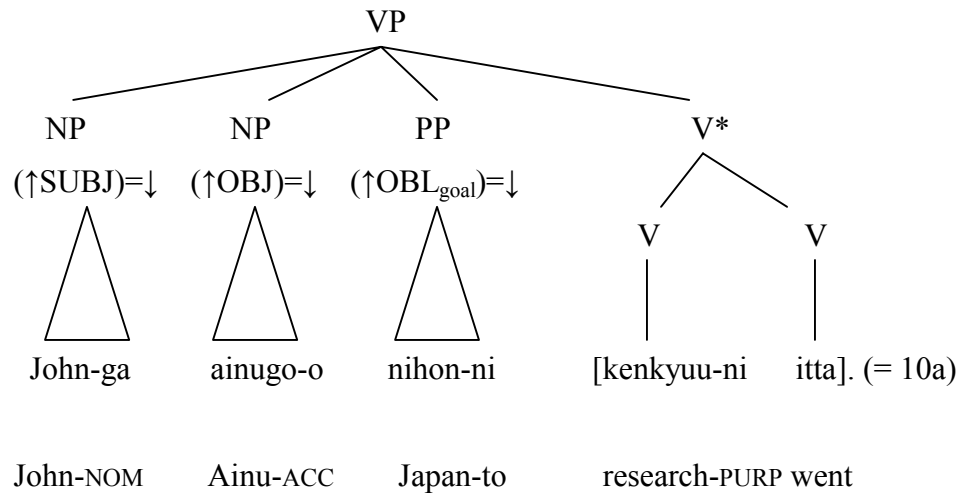 VP
NP NP PP V*
(↑SUBJ)=↓ (↑OBJ)=↓ (↑OBLgoal)=↓
V V
John-ga ainugo-o nihon-ni [kenkyuu-ni itta]. (= 10a)
John-NOM Ainu-ACC Japan-to research-PURP went